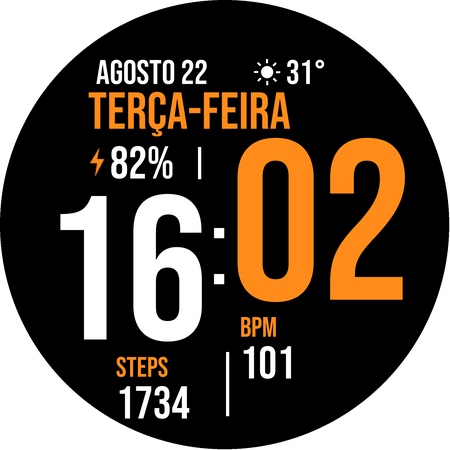 AGOSTO 22 31°
TERÇA-FEIRA
82%
16:02
BPM
101
STEPS
1734